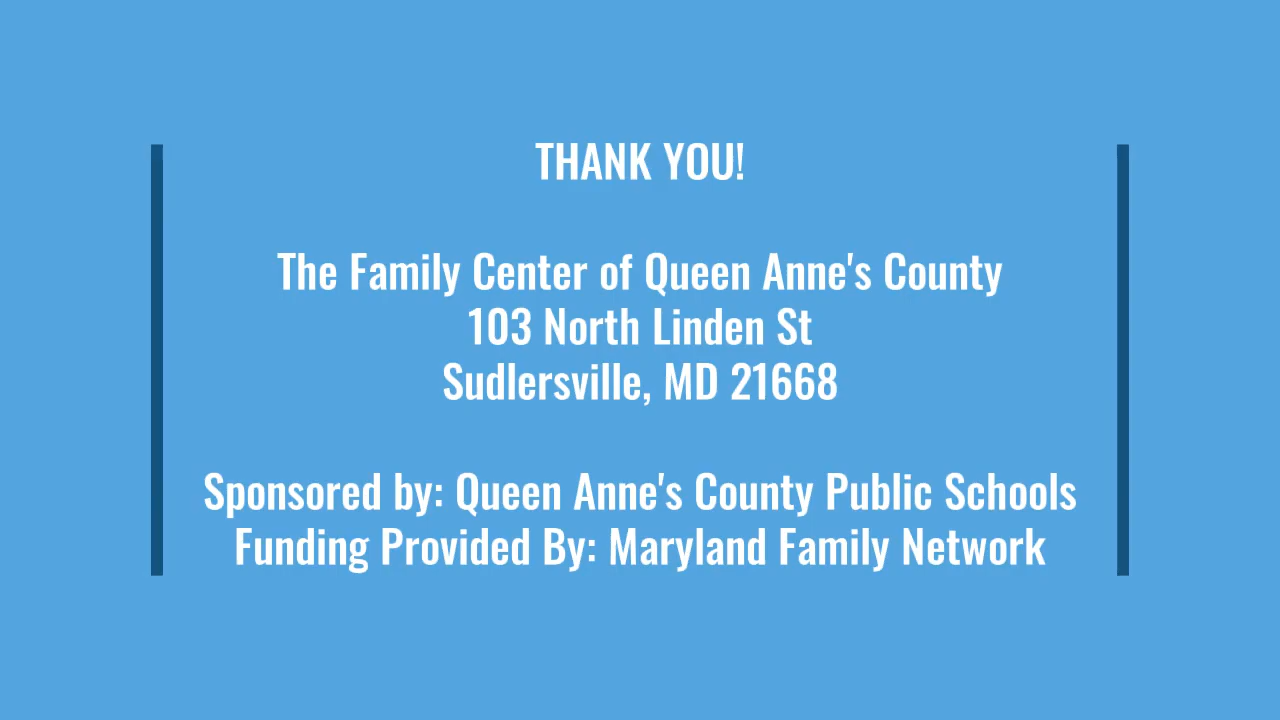 THANK YOU!
The Family Center of Queen Anne's County
103 North Linden St
Sudlersville, MD 21668
Sponsored by: Queen Anne's County Public Schools
Funding Provided By: Maryland Family Network